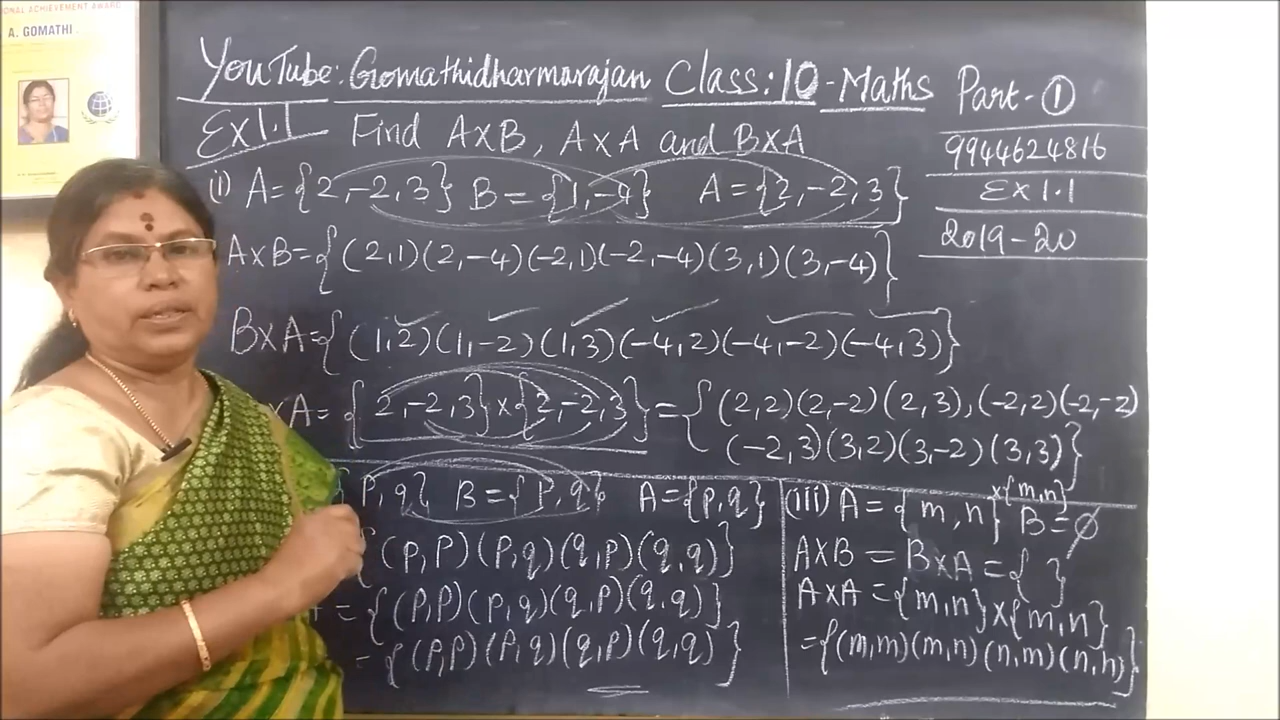 ONAL ACHIEVEMENT AWARD
A. GOMATHI
YouTube: Gomathidharmarajan Class: 10 - Maths Part - ①
Ex 1.1 Find A×B, A×A and B×A
9944624816
Ex 1.1
2019-20
i) A={2,-2,3} B={1,-4} A={2,-2,3}
A×B={(2,1)(2,-4)(-2,1)(-2,-4)(3,1)(3,-4)}
B×A={(1,2)(1,-2)(1,3)(-4,2)(-4,-2)(-4,3)}
×A={2,-2,3}×{2,-2,3}={(2,2)(2,-2)(2,3),(-2,2)(-2,-2)
(-2,3)(3,2)(3,-2)(3,3)}
{p,q} B={p,q} A={p,q}
{(p,p)(p,q)(q,p)(q,q)}
={(p,p)(p,q)(q,p)(q,q)}
={(p,p)(p,q)(q,p)(q,q)}
(iii) A={m,n} ×{m,n}
B=∅
A×B=B×A={ }
A×A={m,n}×{m,n}
={(m,m)(m,n)(n,m)(n,n)}